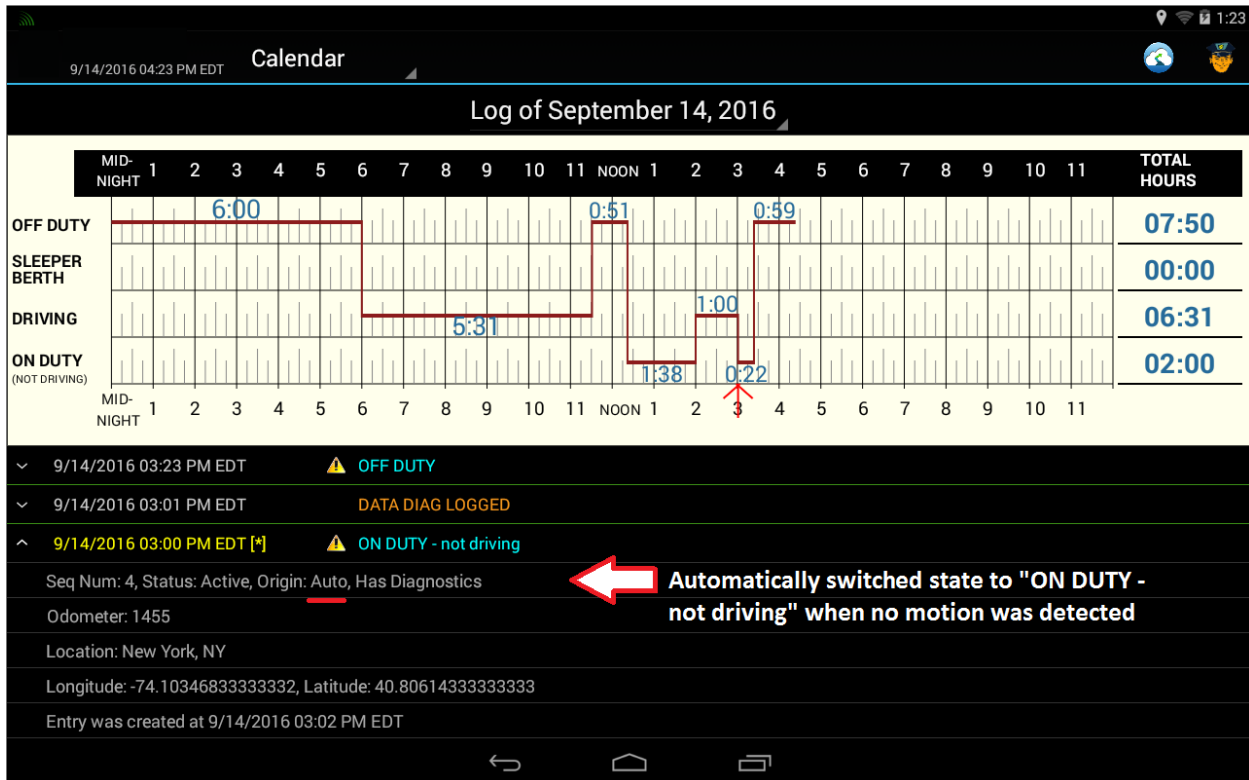 1:23
9/14/2016 04:23 PM EDT Calendar
Log of September 14, 2016
MID-NIGHT 1 2 3 4 5 6 7 8 9 10 11 NOON 1 2 3 4 5 6 7 8 9 10 11 TOTAL HOURS
OFF DUTY 6:00 0:51 0:59 07:50
SLEEPER BERTH 00:00
DRIVING 5:31 1:00 06:31
ON DUTY (NOT DRIVING) 1:38 0:22 02:00
MID-NIGHT 1 2 3 4 5 6 7 8 9 10 11 NOON 1 2 3 4 5 6 7 8 9 10 11
9/14/2016 03:23 PM EDT OFF DUTY
9/14/2016 03:01 PM EDT DATA DIAG LOGGED
9/14/2016 03:00 PM EDT [*] ON DUTY - not driving
Seq Num: 4, Status: Active, Origin: Auto, Has Diagnostics
Automatically switched state to "ON DUTY -
not driving" when no motion was detected
Odometer: 1455
Location: New York, NY
Longitude: -74.10346833333332, Latitude: 40.80614333333333
Entry was created at 9/14/2016 03:02 PM EDT